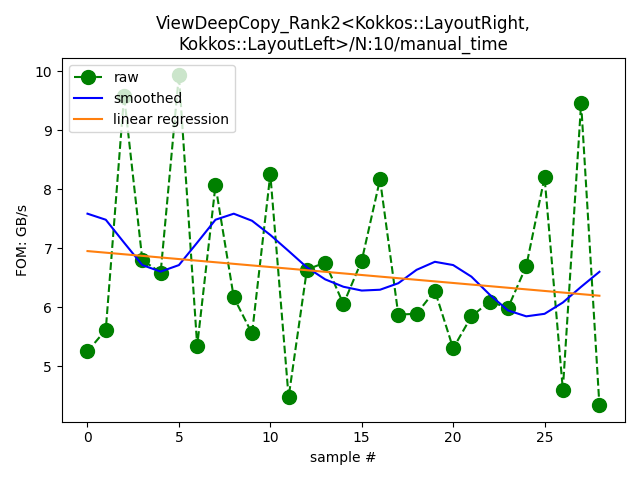 ViewDeepCopy_Rank2<Kokkos::LayoutRight,
Kokkos::LayoutLeft>/N:10/manual_time
raw
smoothed
linear regression
FOM: GB/s
10
9
8
7
6
5
0
5
10
15
20
25
sample #